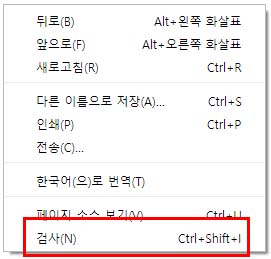 뒤로(B) Alt+왼쪽 화살표
앞으로(F) Alt+오른쪽 화살표
새로고침(R) Ctrl+R
다른 이름으로 저장(A)... Ctrl+S
인쇄(P) Ctrl+P
전송(C)...
한국어(으)로 번역(T)
페이지 소스 보기(V) Ctrl+U
검사(N) Ctrl+Shift+I